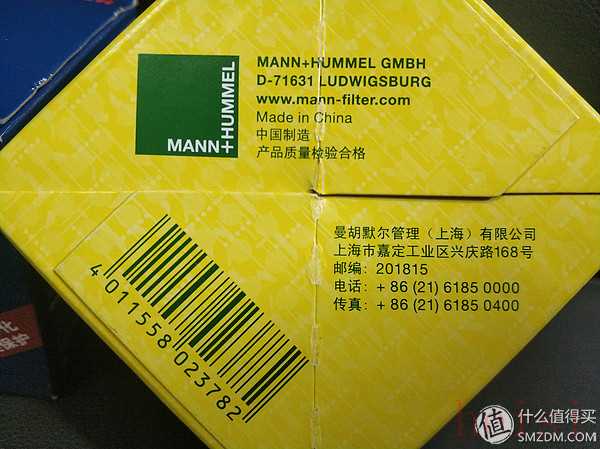 MANN+HUMMEL
MANN+HUMMEL GMBH
D-71631 LUDWIGSBURG
www.mann-filter.com
Made in China
中国制造
产品质量检验合格
曼胡默尔管理（上海）有限公司
上海市嘉定工业区兴庆路168号
邮编：201815
电话：+ 86 (21) 6185 0000
传真：+ 86 (21) 6185 0400
4 011558 023782
化
保护
值 什么值得买
SMZDM.COM